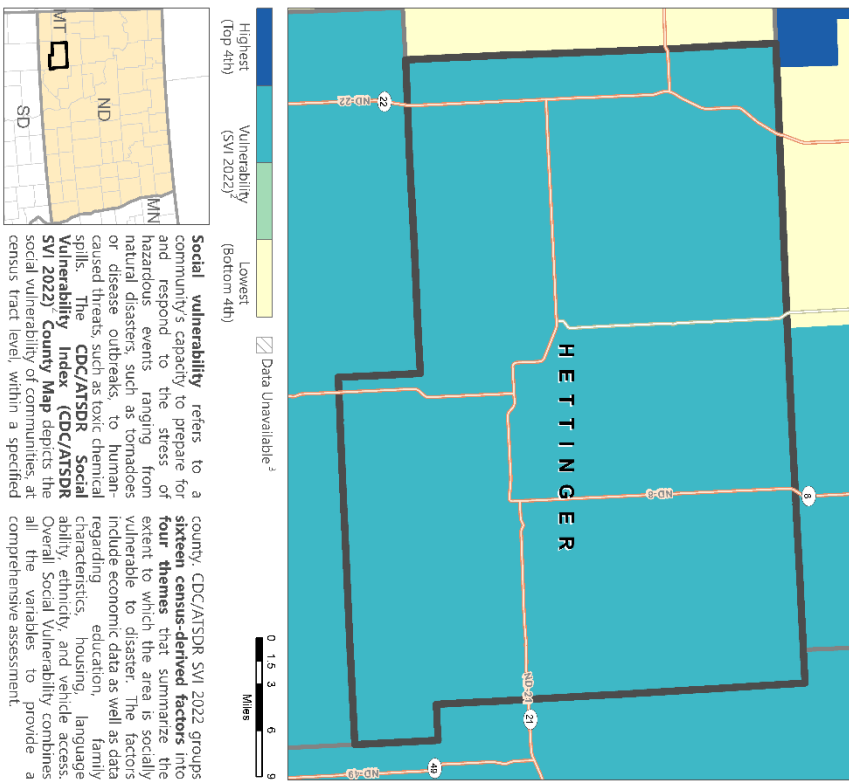 HETTINGER
ND-22
22
ND-8
8
ND-21
21
ND-49
49
Highest
(Top 4th)
Vulnerability
(SVI 2022)²
Lowest
(Bottom 4th)
Data Unavailable ³
0 1.5 3 6 9
Miles
MT
ND
SD
MN
Social vulnerability refers to a
community's capacity to prepare for
and respond to the stress of
hazardous events ranging from
natural disasters, such as tornadoes
or disease outbreaks, to human-
caused threats, such as toxic chemical
spills. The CDC/ATSDR Social
Vulnerability Index (CDC/ATSDR
SVI 2022)² County Map depicts the
social vulnerability of communities, at
census tract level, within a specified
county. CDC/ATSDR SVI 2022 groups
sixteen census-derived factors into
four themes that summarize the
extent to which the area is socially
vulnerable to disaster. The factors
include economic data as well as data
regarding education, family
characteristics, housing, language
ability, ethnicity, and vehicle access.
Overall Social Vulnerability combines
all the variables to provide a
comprehensive assessment.